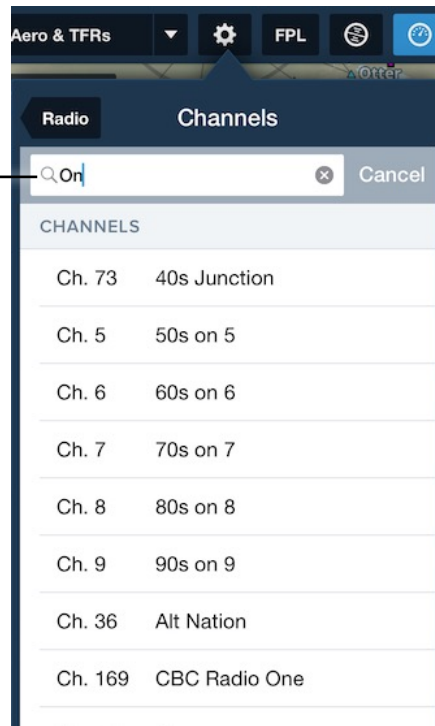 Aero & TFRs FPL
Otter
Radio Channels
On Cancel
CHANNELS
Ch. 73 40s Junction
Ch. 5 50s on 5
Ch. 6 60s on 6
Ch. 7 70s on 7
Ch. 8 80s on 8
Ch. 9 90s on 9
Ch. 36 Alt Nation
Ch. 169 CBC Radio One